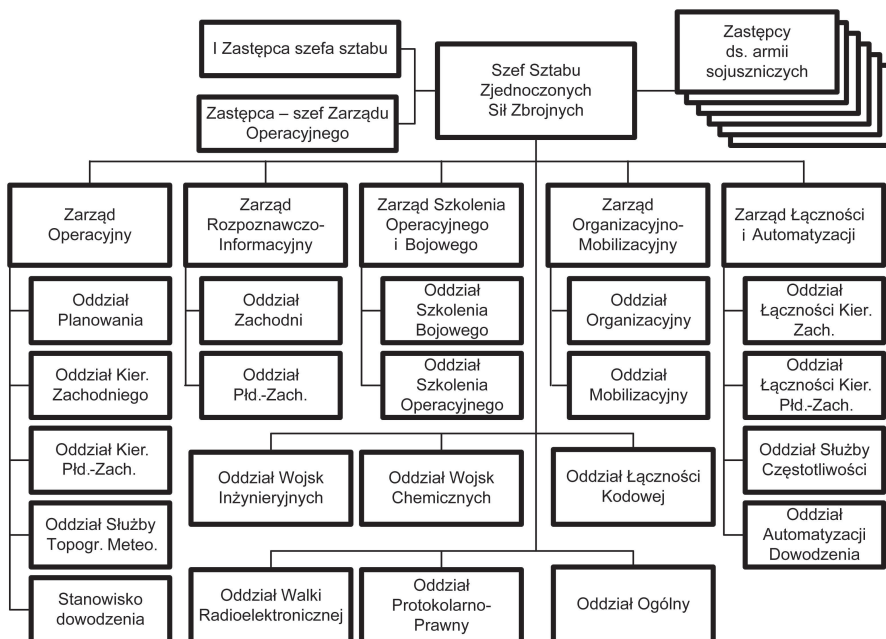 I Zastępca szefa sztabu
Zastępca – szef Zarządu
Operacyjnego
Szef Sztabu
Zjednoczonych
Sił Zbrojnych
Zastępcy
ds. armii
sojuszniczych
Zarząd
Operacyjny
Zarząd
Rozpoznawczo-
Informacyjny
Zarząd Szkolenia
Operacyjnego
i Bojowego
Zarząd
Organizacyjno-
Mobilizacyjny
Zarząd Łączności
i Automatyzacji
Oddział
Planowania
Oddział Kier.
Zachodniego
Oddział Kier.
Płd.-Zach.
Oddział Służby
Topogr. Meteo.
Stanowisko
dowodzenia
Oddział
Zachodni
Oddział
Płd.-Zach.
Oddział
Szkolenia
Bojowego
Oddział
Szkolenia
Operacyjnego
Oddział
Organizacyjny
Oddział
Mobilizacyjny
Oddział
Łączności Kier.
Zach.
Oddział
Łączności Kier.
Płd.-Zach.
Oddział Służby
Częstotliwości
Oddział
Automatyzacji
Dowodzenia
Oddział Wojsk
Inżynieryjnych
Oddział Wojsk
Chemicznych
Oddział Łączności
Kodowej
Oddział Walki
Radioelektronicznej
Oddział
Protokolarno-
Prawny
Oddział Ogólny